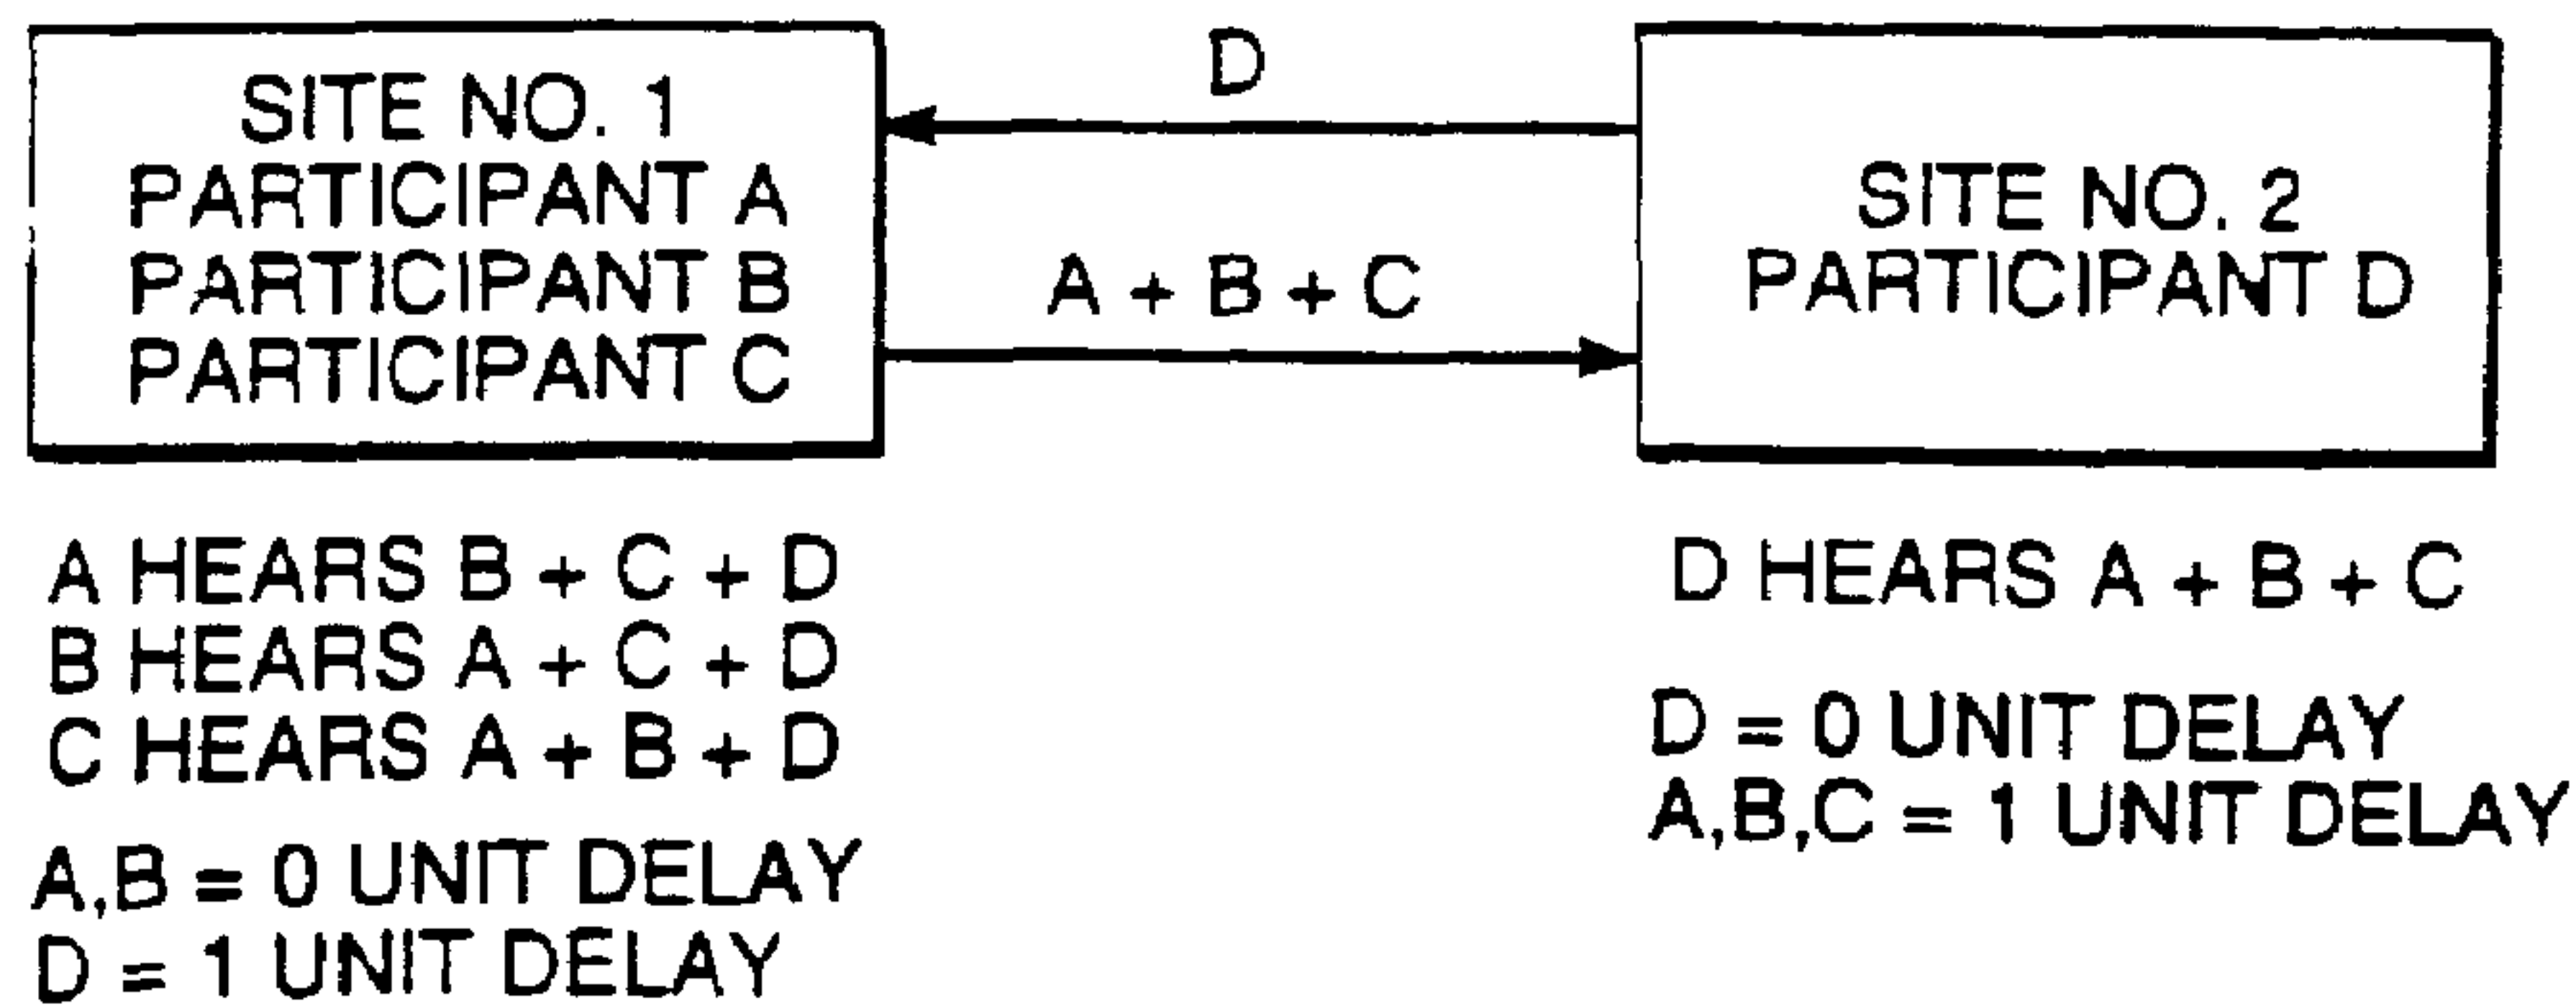 SITE NO. 1
PARTICIPANT A
PARTICIPANT B
PARTICIPANT C
D
A + B + C
SITE NO. 2
PARTICIPANT D
A HEARS B + C + D
B HEARS A + C + D
C HEARS A + B + D
A,B = 0 UNIT DELAY
D = 1 UNIT DELAY
D HEARS A + B + C
D = 0 UNIT DELAY
A,B,C = 1 UNIT DELAY